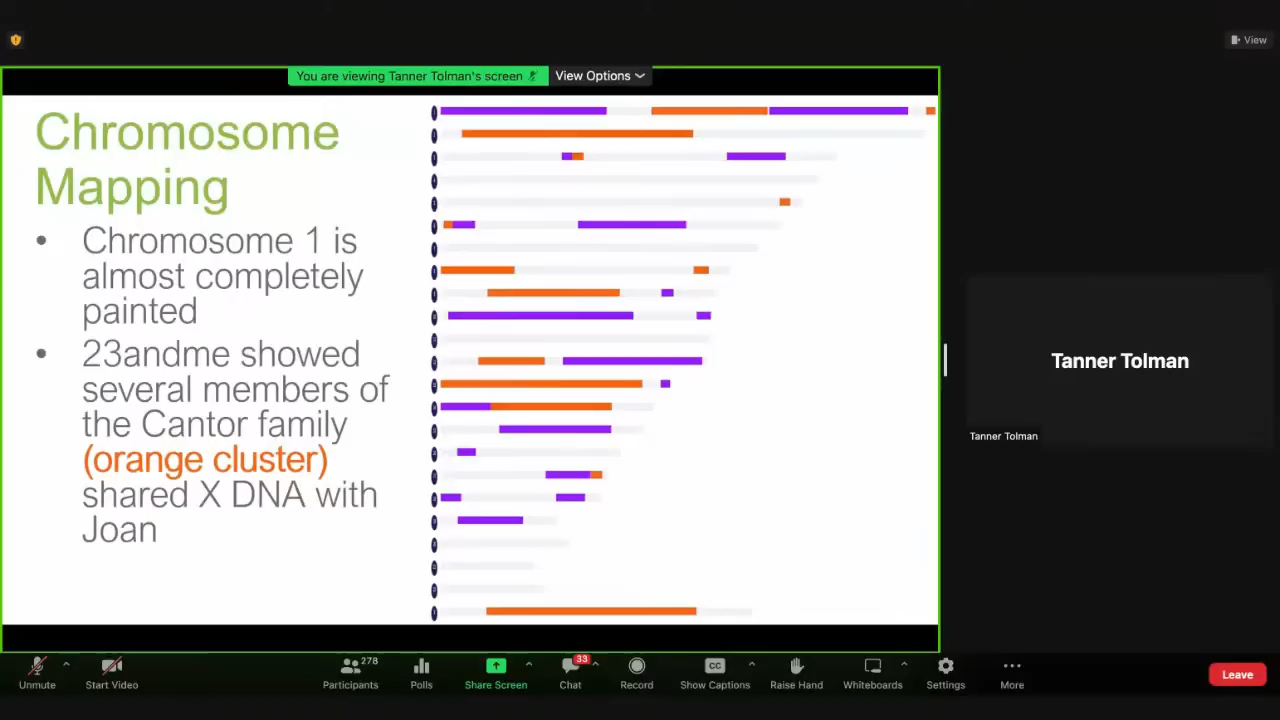 View
You are viewing Tanner Tolman's screen
View Options
Chromosome
Mapping
• Chromosome 1 is
almost completely
painted
• 23andme showed
several members of
the Cantor family
(orange cluster)
shared X DNA with
Joan
Tanner Tolman
Tanner Tolman
278
33
CC
Unmute
Start Video
Participants
Polls
Share Screen
Chat
Record
Show Captions
Raise Hand
Whiteboards
Settings
More
Leave